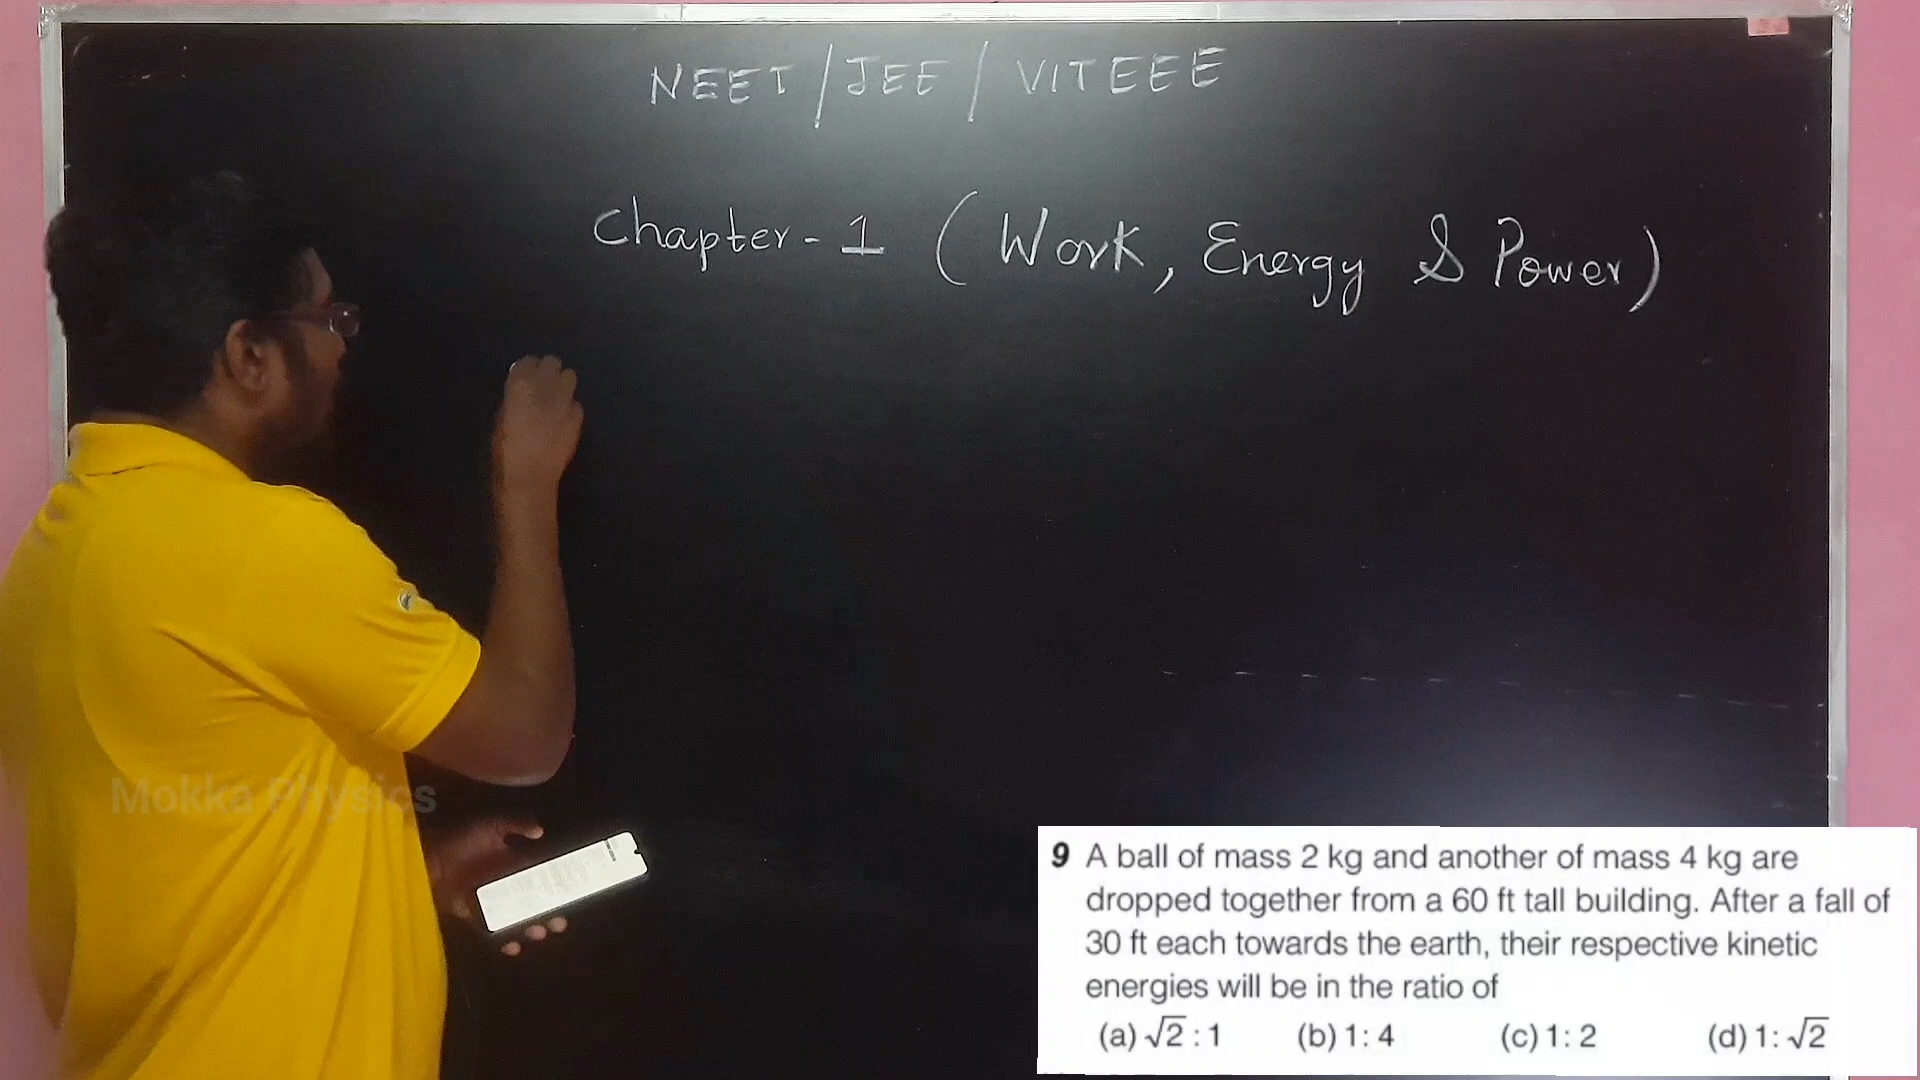 NEET / JEE / VITEEE
Chapter - 1 ( Work, Energy & Power )
Mokka Physics
9 A ball of mass 2 kg and another of mass 4 kg are
dropped together from a 60 ft tall building. After a fall of
30 ft each towards the earth, their respective kinetic
energies will be in the ratio of
(a) √2 : 1 (b) 1 : 4 (c) 1 : 2 (d) 1 : √2